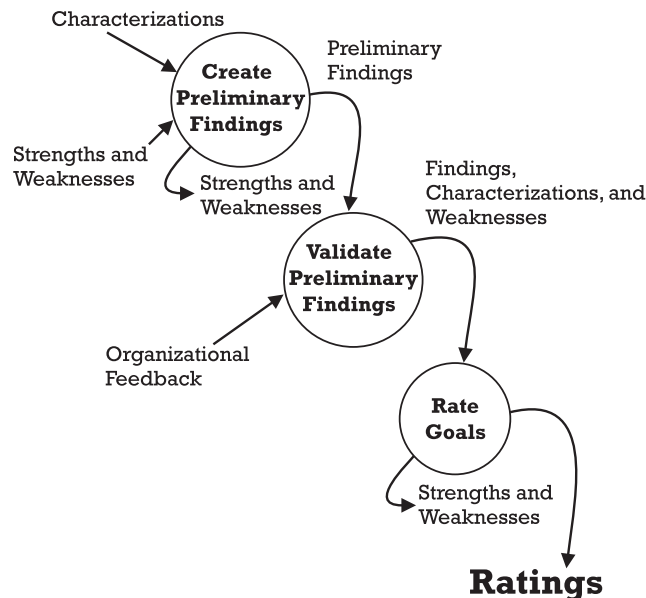 Characterizations
Create
Preliminary
Findings
Preliminary
Findings
Strengths and
Weaknesses
Strengths and
Weaknesses
Findings,
Characterizations, and
Weaknesses
Validate
Preliminary
Findings
Organizational
Feedback
Rate
Goals
Strengths and
Weaknesses
Ratings